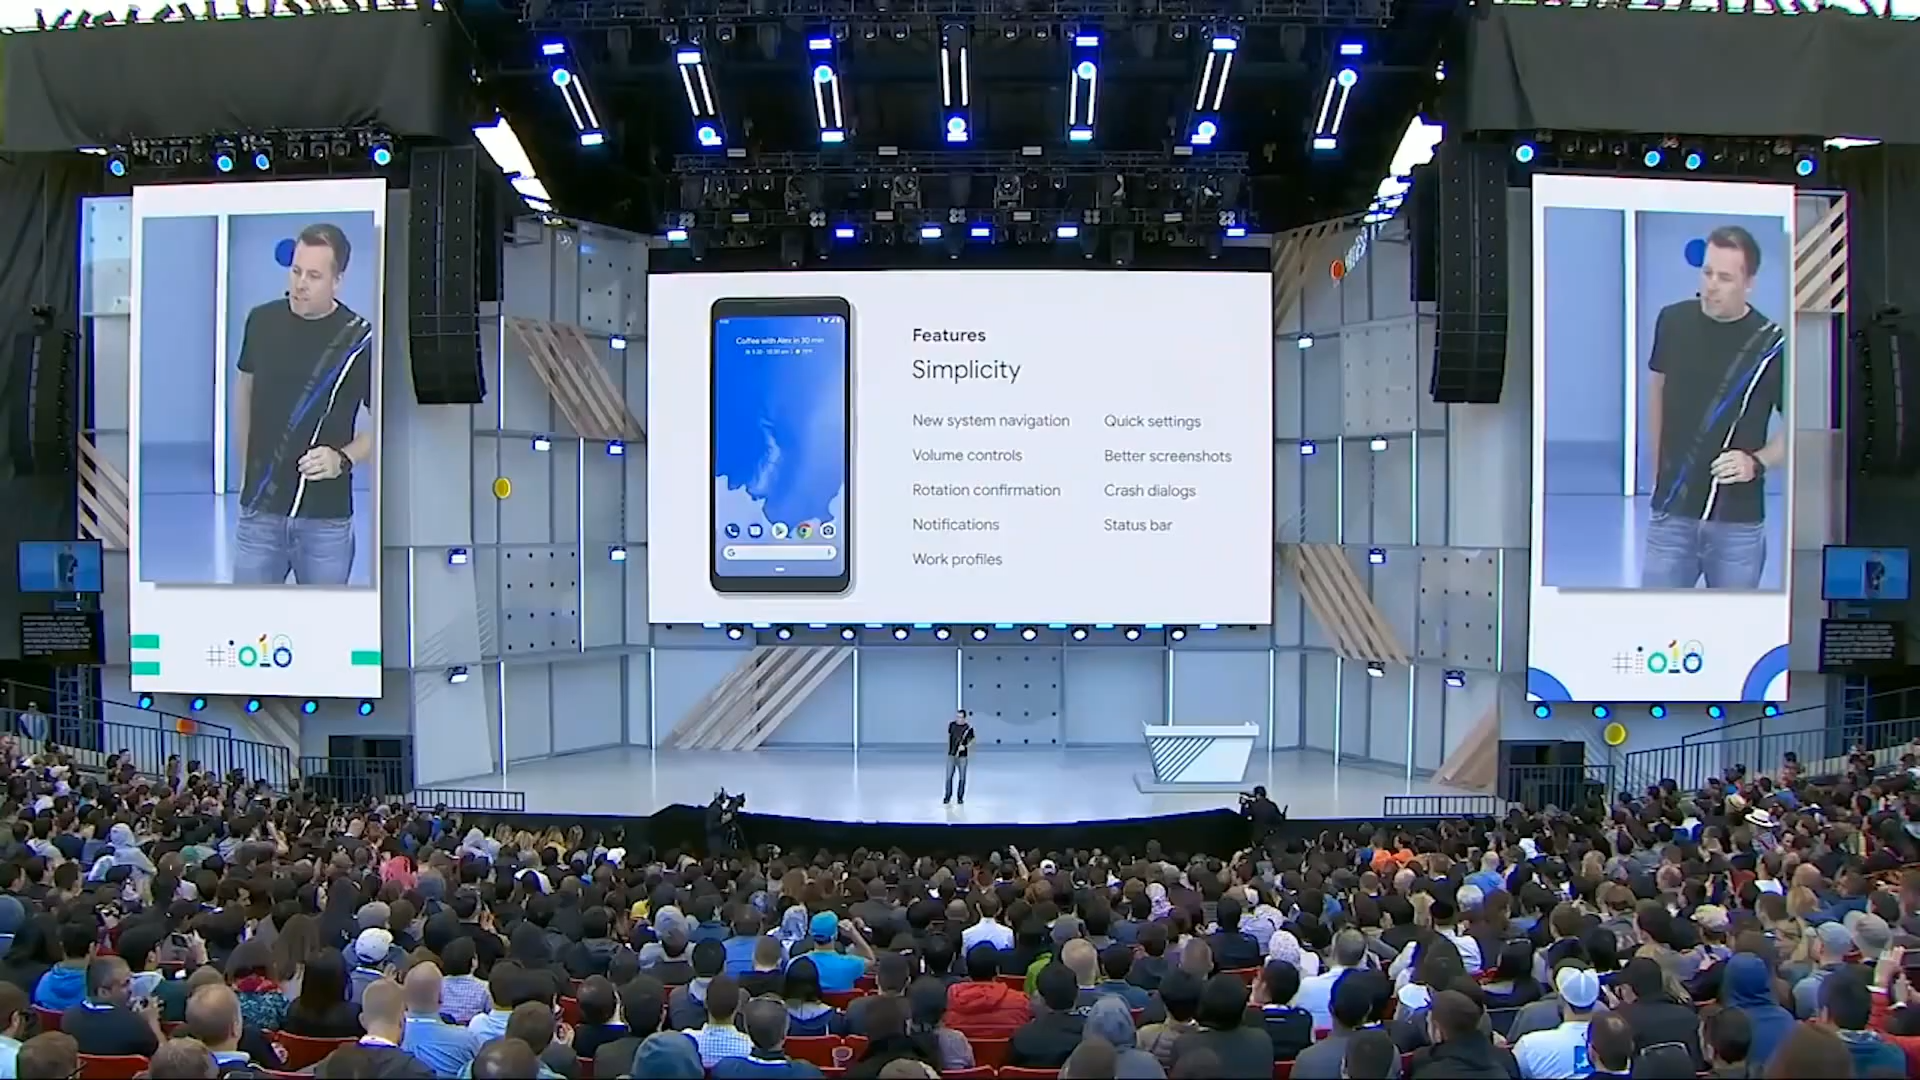 Coffee with Alex in 30 min
Features
Simplicity
New system navigation
Volume controls
Rotation confirmation
Notifications
Work profiles
Quick settings
Better screenshots
Crash dialogs
Status bar
#io18
#io18